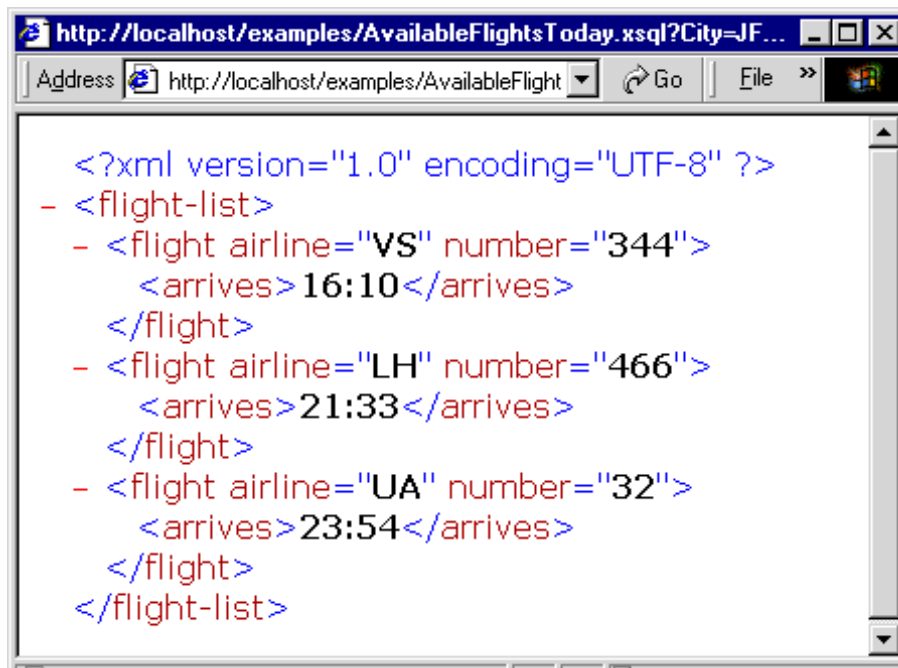 http://localhost/examples/AvailableFlightsToday.xsql?City=JF...
Address http://localhost/examples/AvailableFlight Go File »
<?xml version="1.0" encoding="UTF-8" ?>
- <flight-list>
- <flight airline="VS" number="344">
<arrives>16:10</arrives>
</flight>
- <flight airline="LH" number="466">
<arrives>21:33</arrives>
</flight>
- <flight airline="UA" number="32">
<arrives>23:54</arrives>
</flight>
</flight-list>